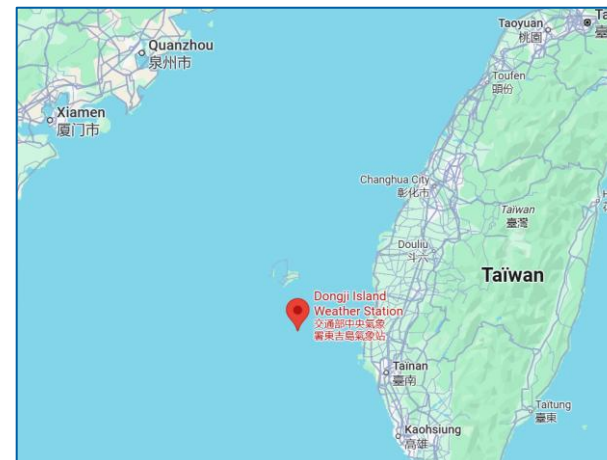 Taoyuan
桃園
Quanzhou
泉州市
Toufen
頭份
Xiamen
厦门市
Changhua City
彰化市
Taiwan
臺灣
Douliu
斗六
Taïwan
Dongji Island
Weather Station
交通部中央氣象
署東吉島氣象站
Tainan
臺南
Taitung
臺東
Kaohsiung
高雄